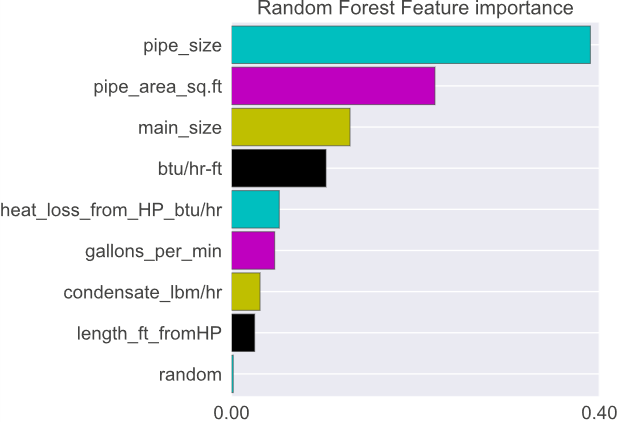 Random Forest Feature importance
pipe_size
pipe_area_sq.ft
main_size
btu/hr-ft
heat_loss_from_HP_btu/hr
gallons_per_min
condensate_lbm/hr
length_ft_fromHP
random
0.00 0.40